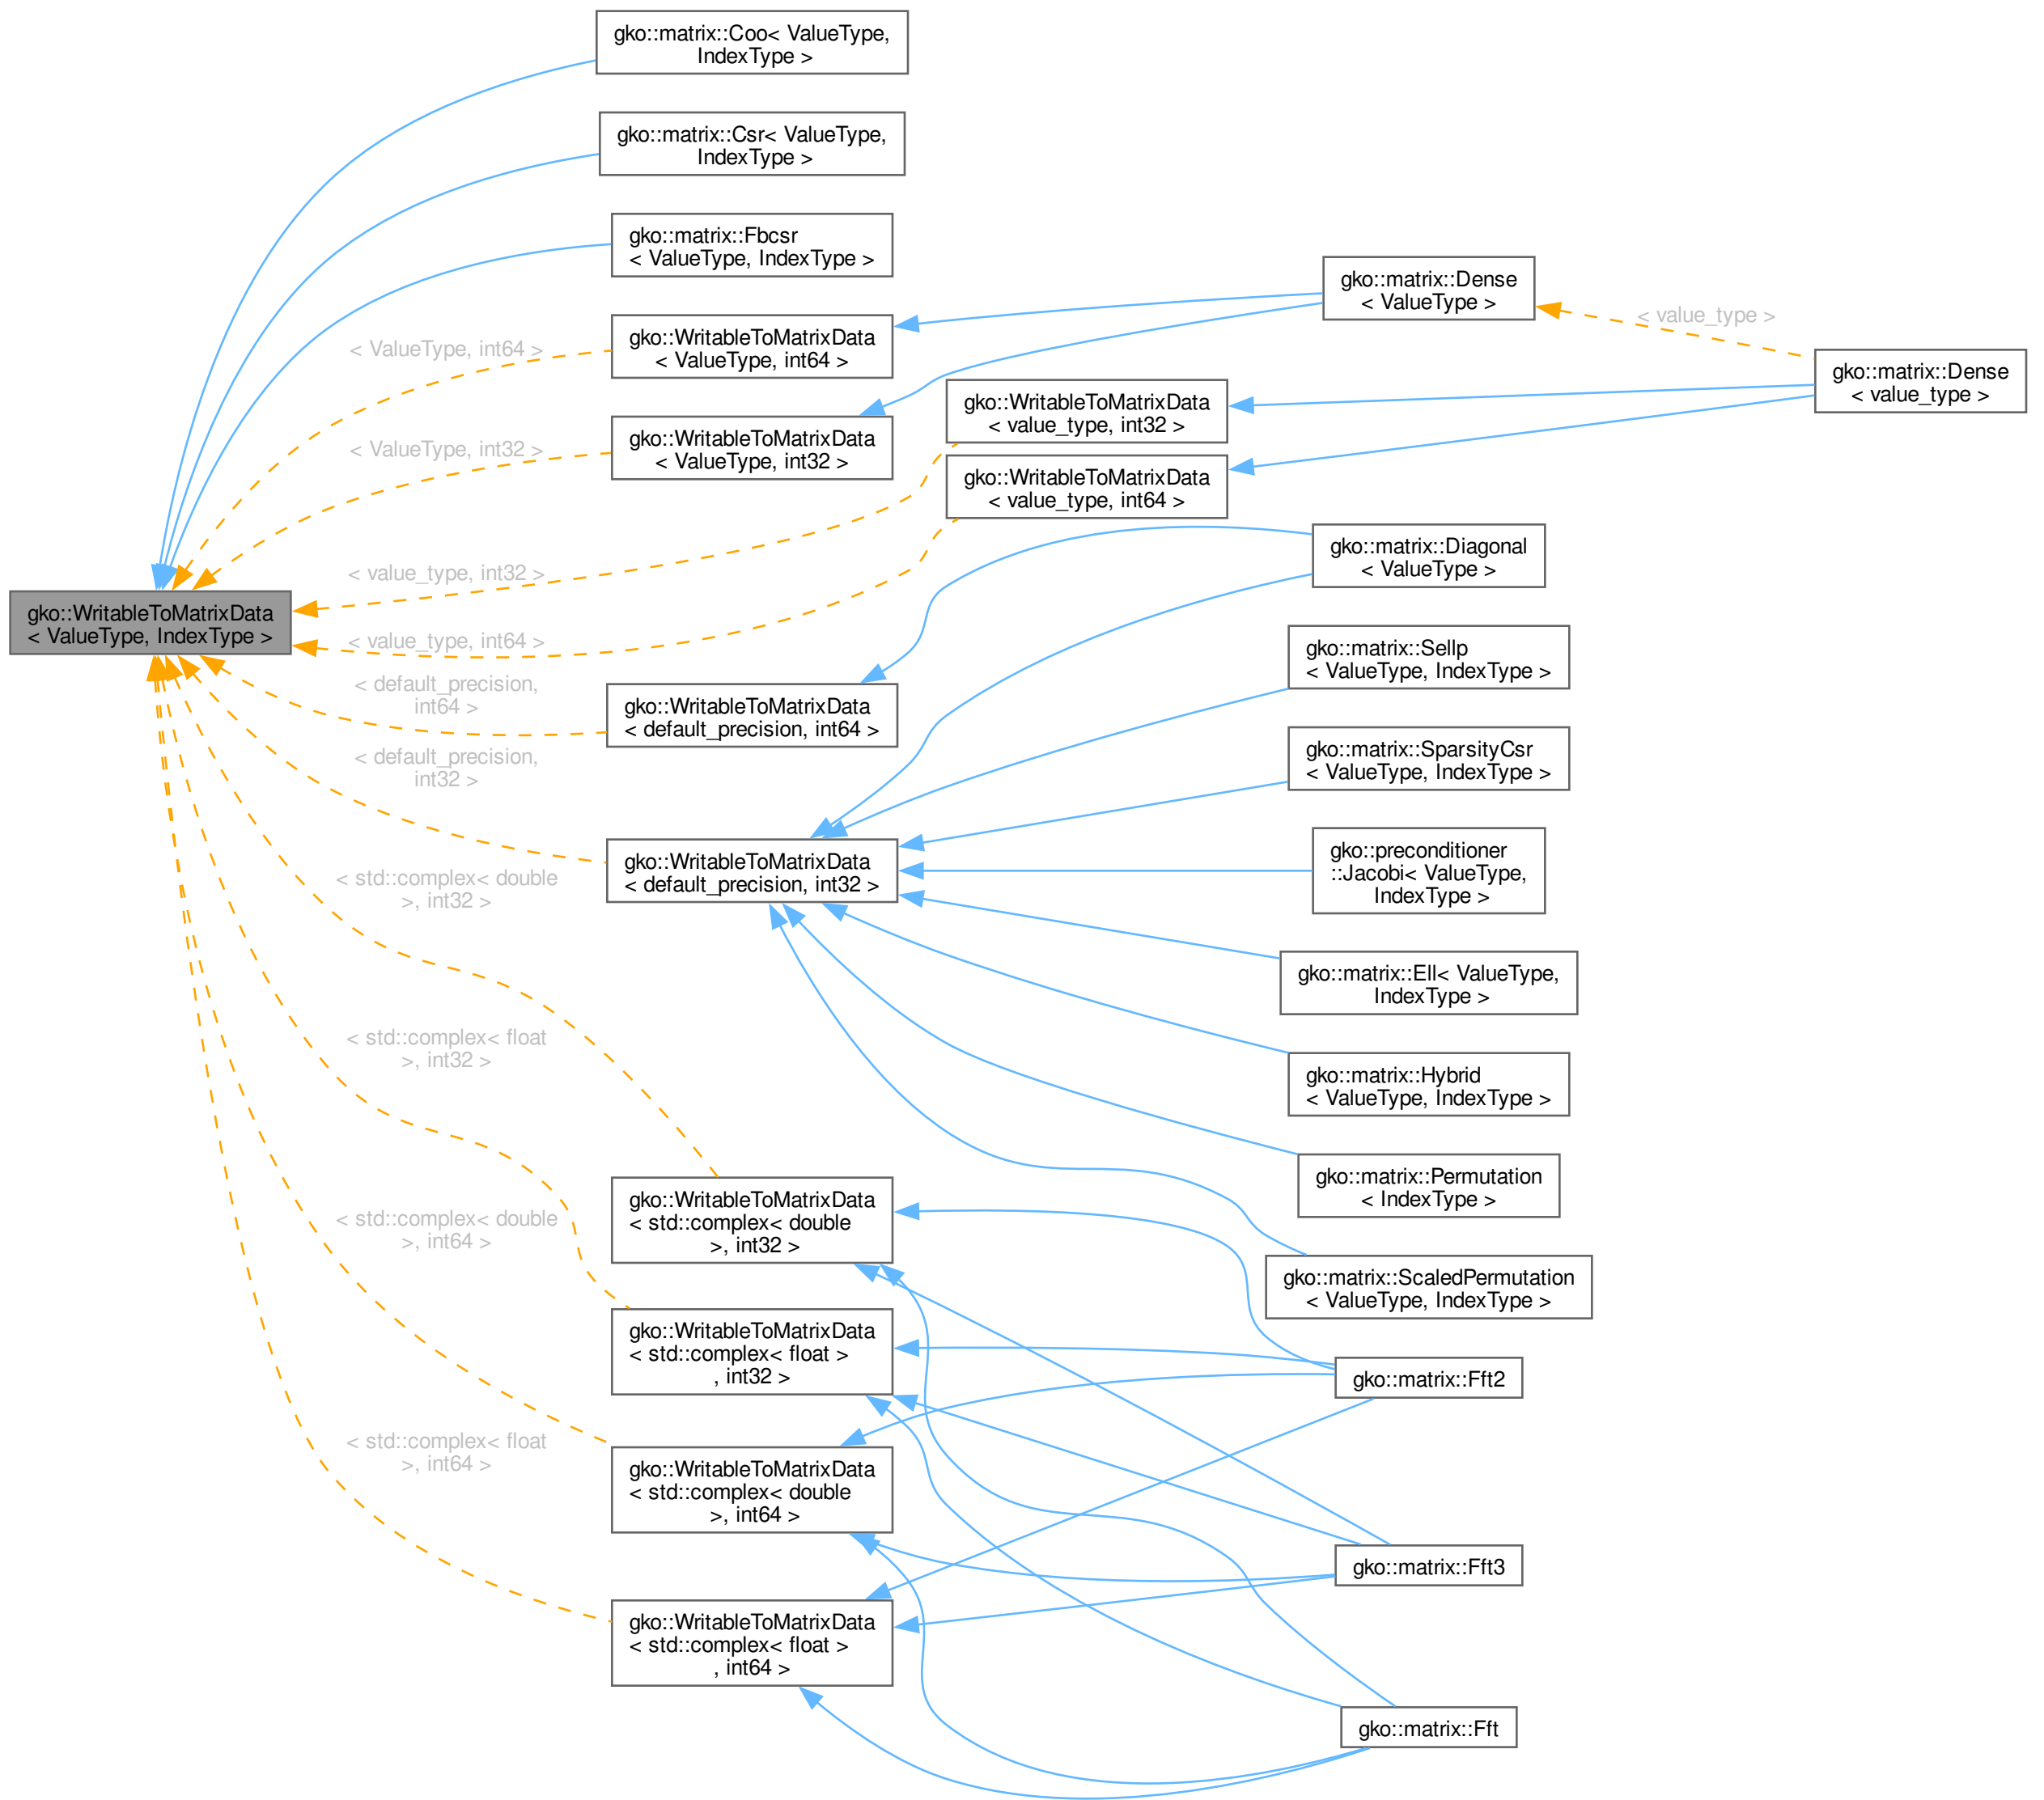 gko::matrix::Coo< ValueType,
IndexType >
gko::matrix::Csr< ValueType,
IndexType >
gko::matrix::Fbcsr
< ValueType, IndexType >
gko::WritableToMatrixData
< ValueType, int64 >
gko::WritableToMatrixData
< ValueType, int32 >
gko::matrix::Dense
< ValueType >
< value_type >
gko::matrix::Dense
< value_type >
gko::WritableToMatrixData
< value_type, int32 >
gko::WritableToMatrixData
< value_type, int64 >
< ValueType, int64 >
< ValueType, int32 >
< value_type, int32 >
< value_type, int64 >
gko::WritableToMatrixData
< ValueType, IndexType >
< default_precision,
int64 >
< default_precision,
int32 >
gko::WritableToMatrixData
< default_precision, int64 >
gko::WritableToMatrixData
< default_precision, int32 >
gko::matrix::Diagonal
< ValueType >
gko::matrix::Sellp
< ValueType, IndexType >
gko::matrix::SparsityCsr
< ValueType, IndexType >
gko::preconditioner
::Jacobi< ValueType,
IndexType >
gko::matrix::Ell< ValueType,
IndexType >
gko::matrix::Hybrid
< ValueType, IndexType >
gko::matrix::Permutation
< IndexType >
gko::matrix::ScaledPermutation
< ValueType, IndexType >
< std::complex< double
>, int32 >
< std::complex< float
>, int32 >
< std::complex< double
>, int64 >
< std::complex< float
>, int64 >
gko::WritableToMatrixData
< std::complex< double
>, int32 >
gko::WritableToMatrixData
< std::complex< float >
, int32 >
gko::WritableToMatrixData
< std::complex< double
>, int64 >
gko::WritableToMatrixData
< std::complex< float >
, int64 >
gko::matrix::Fft2
gko::matrix::Fft3
gko::matrix::Fft